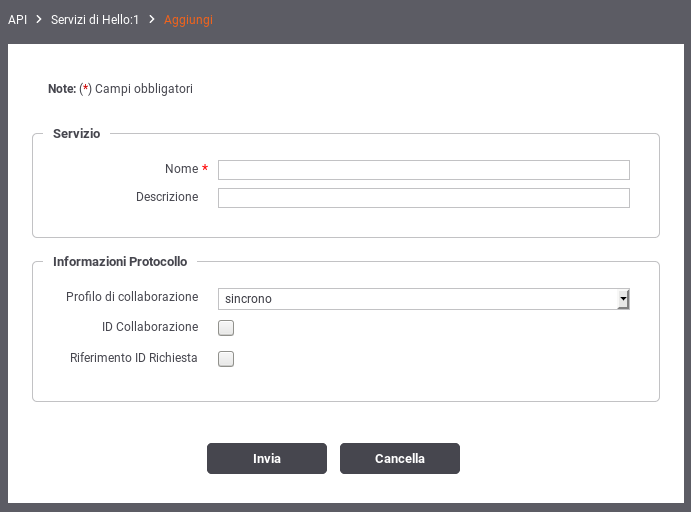 API > Servizi di Hello:1 > Aggiungi
Note: (*) Campi obbligatori
Servizio
Nome *
Descrizione
Informazioni Protocollo
Profilo di collaborazione sincrono
ID Collaborazione
Riferimento ID Richiesta
Invia Cancella